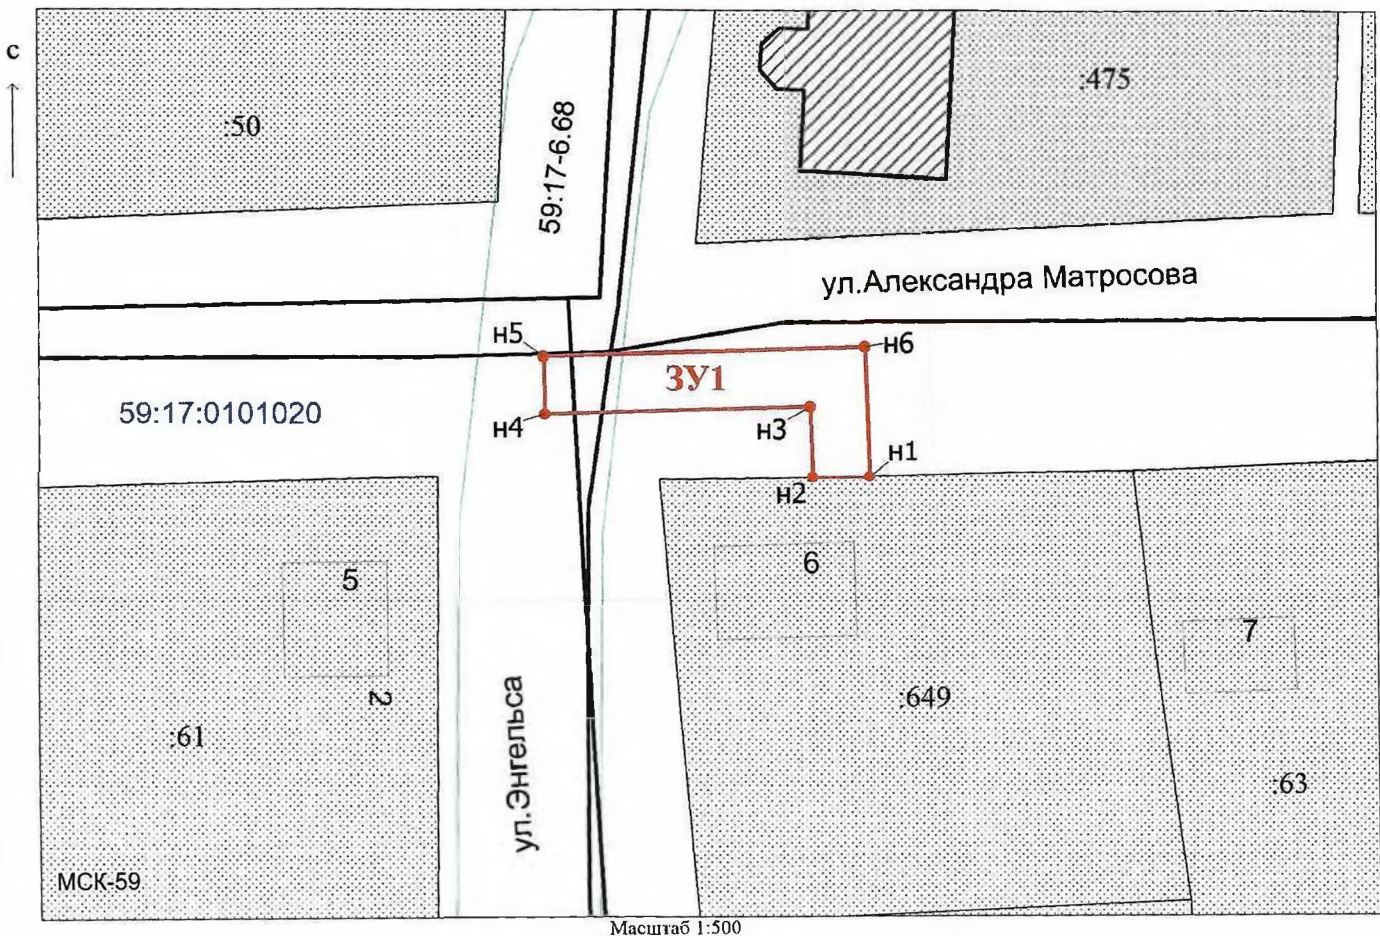 с
:50
59:17-6.68
:475
ул.Александра Матросова
н5
н6
ЗУ1
59:17:0101020
н4
н3
н1
н2
5
6
7
2
:649
:61
ул.Энгельса
:63
МСК-59
Масштаб 1:500